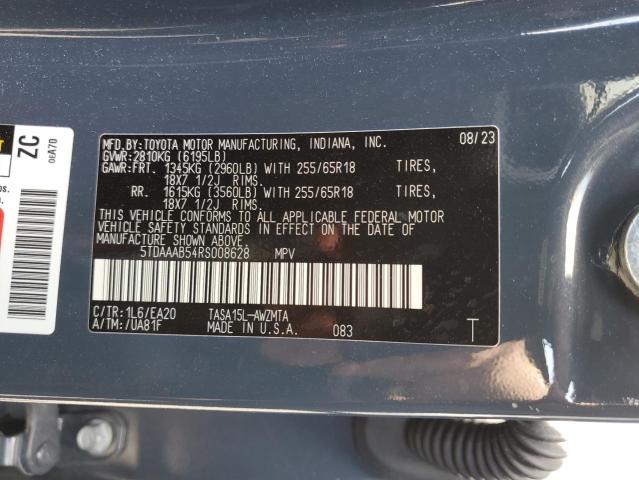 MFD.BY:TOYOTA MOTOR MANUFACTURING, INDIANA, INC. 08/23
GVWR: 2810KG (6195LB)
GAWR:FRT. 1345KG (2960LB) WITH 255/65R18 TIRES,
18X7 1/2J RIMS.
RR. 1615KG (3560LB) WITH 255/65R18 TIRES,
18X7 1/2J RIMS.
THIS VEHICLE CONFORMS TO ALL APPLICABLE FEDERAL MOTOR
VEHICLE SAFETY STANDARDS IN EFFECT ON THE DATE OF
MANUFACTURE SHOWN ABOVE.
5TDAAAB54RS008628 MPV
C/TR:1L6/EA20 TASA15L-AWZMTA
A/TM:/UA81F MADE IN U.S.A. 083 T
ZC
0EA70